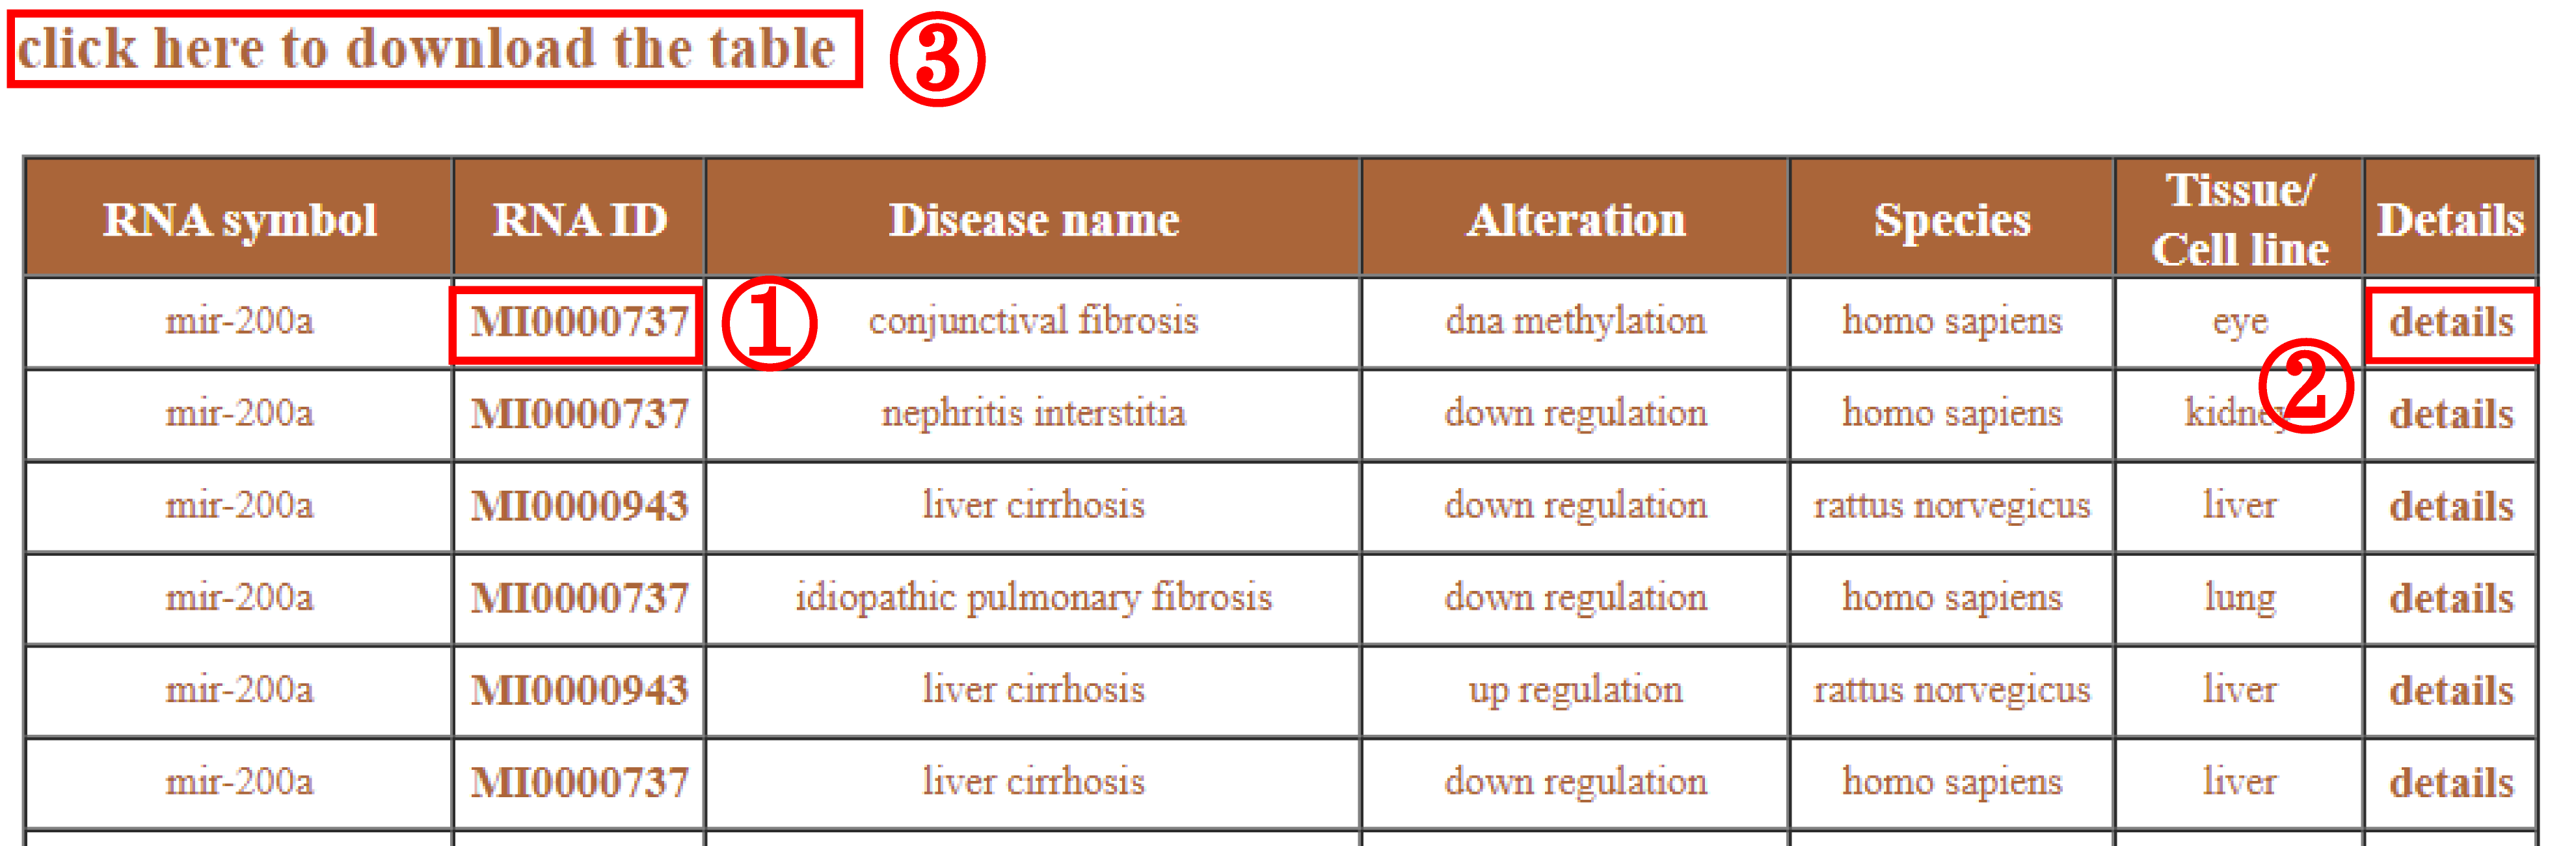 click here to download the table ③
RNA symbol RNA ID Disease name Alteration Species Tissue/ Cell line Details
mir-200a MI0000737 ① conjunctival fibrosis dna methylation homo sapiens eye details
②
mir-200a MI0000737 nephritis interstitia down regulation homo sapiens kidney details
mir-200a MI0000943 liver cirrhosis down regulation rattus norvegicus liver details
mir-200a MI0000737 idiopathic pulmonary fibrosis down regulation homo sapiens lung details
mir-200a MI0000943 liver cirrhosis up regulation rattus norvegicus liver details
mir-200a MI0000737 liver cirrhosis down regulation homo sapiens liver details